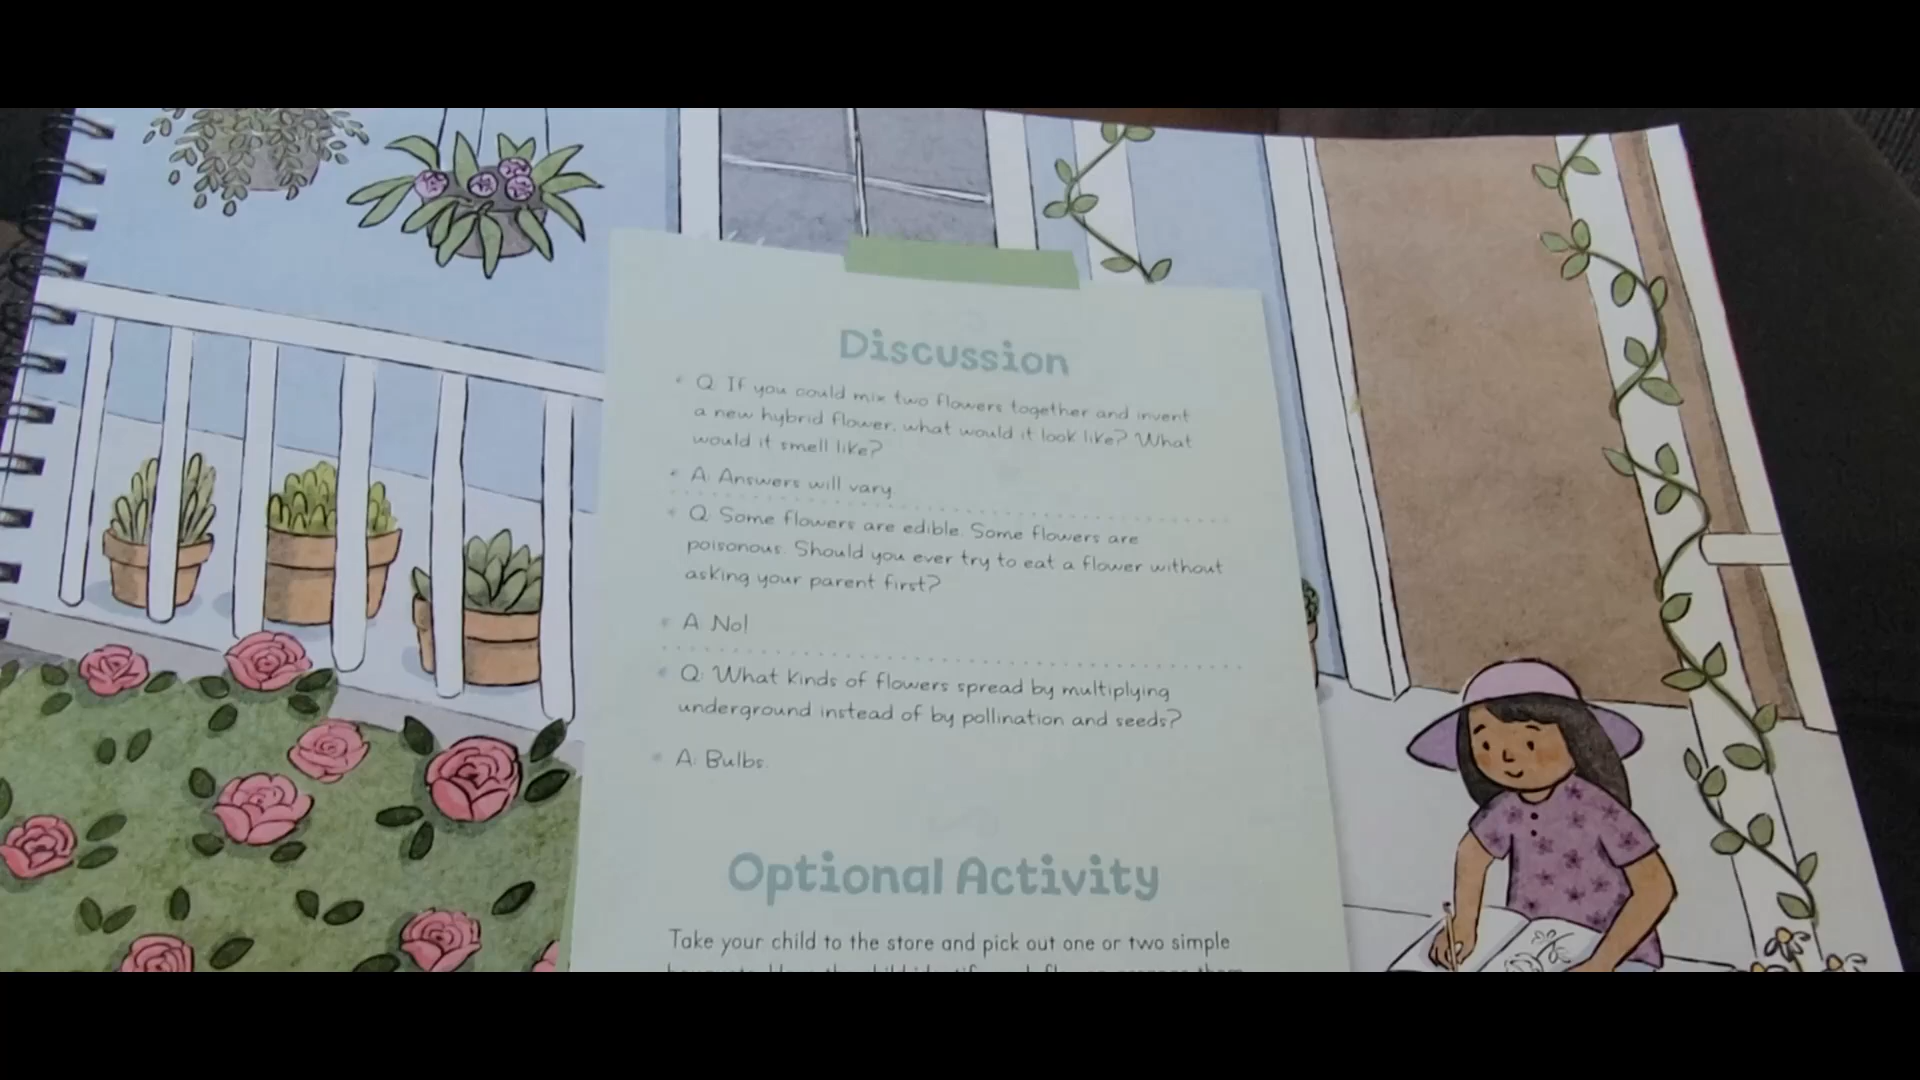 Discussion
Q: If you could mix two flowers together and invent
a new hybrid flower, what would it look like? What
would it smell like?
A: Answers will vary.
Q: Some flowers are edible. Some flowers are
poisonous. Should you ever try to eat a flower without
asking your parent first?
A: No!
Q: What kinds of flowers spread by multiplying
underground instead of by pollination and seeds?
A: Bulbs.
Optional Activity
Take your child to the store and pick out one or two simple